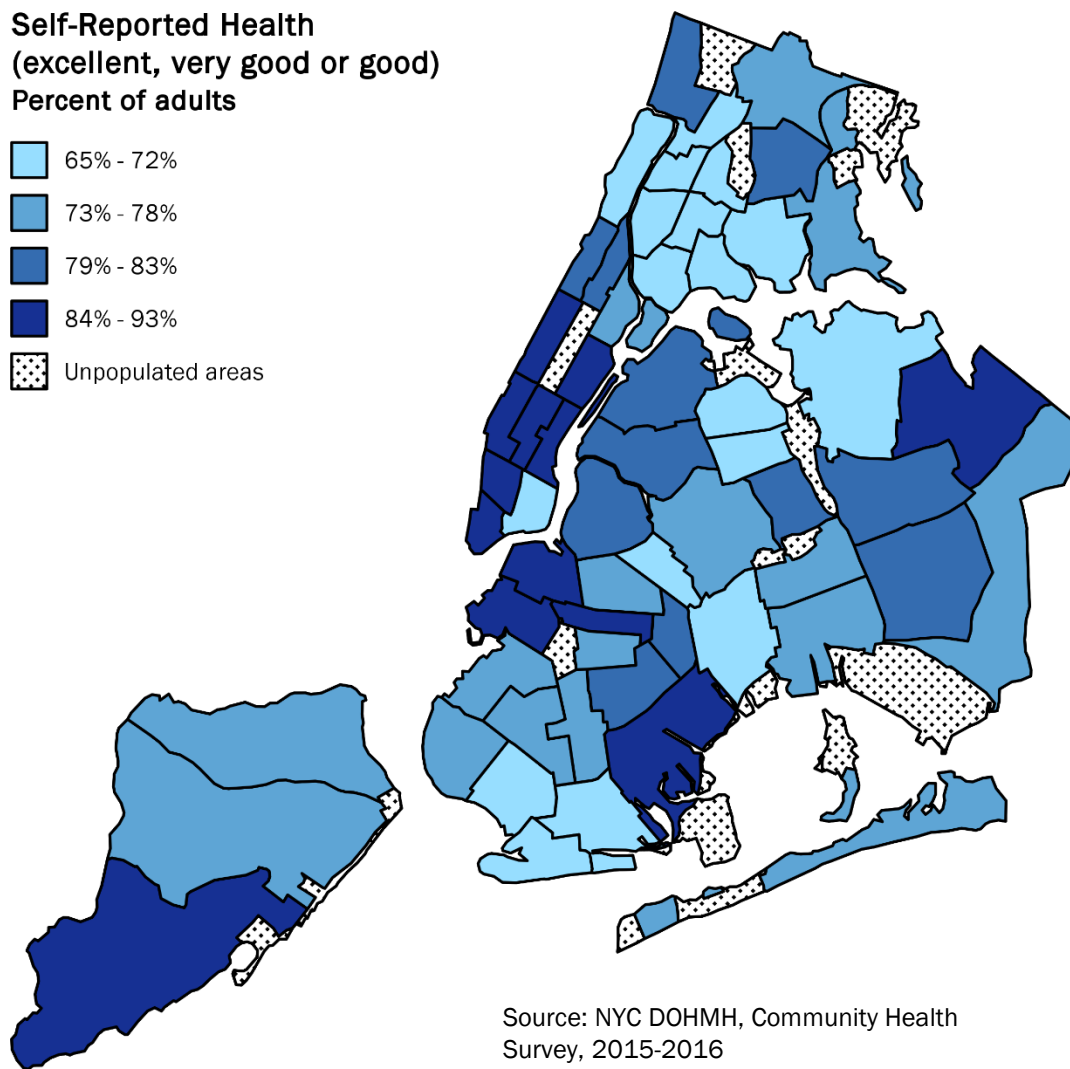 Self-Reported Health
(excellent, very good or good)
Percent of adults
65% - 72%
73% - 78%
79% - 83%
84% - 93%
Unpopulated areas
Source: NYC DOHMH, Community Health
Survey, 2015-2016